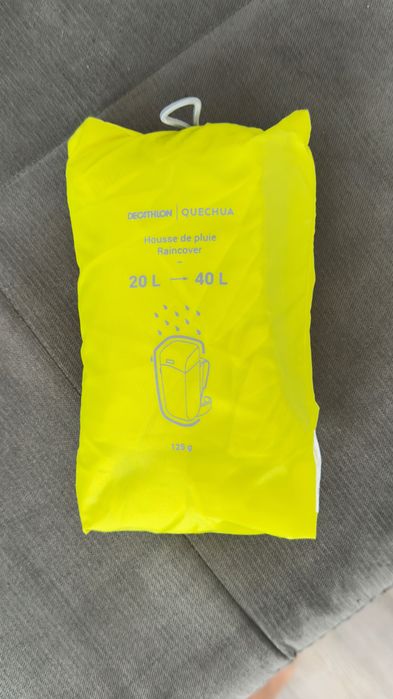 DECATHLON | QUECHUA
Housse de pluie
Raincover
–
20 L → 40 L
125 g